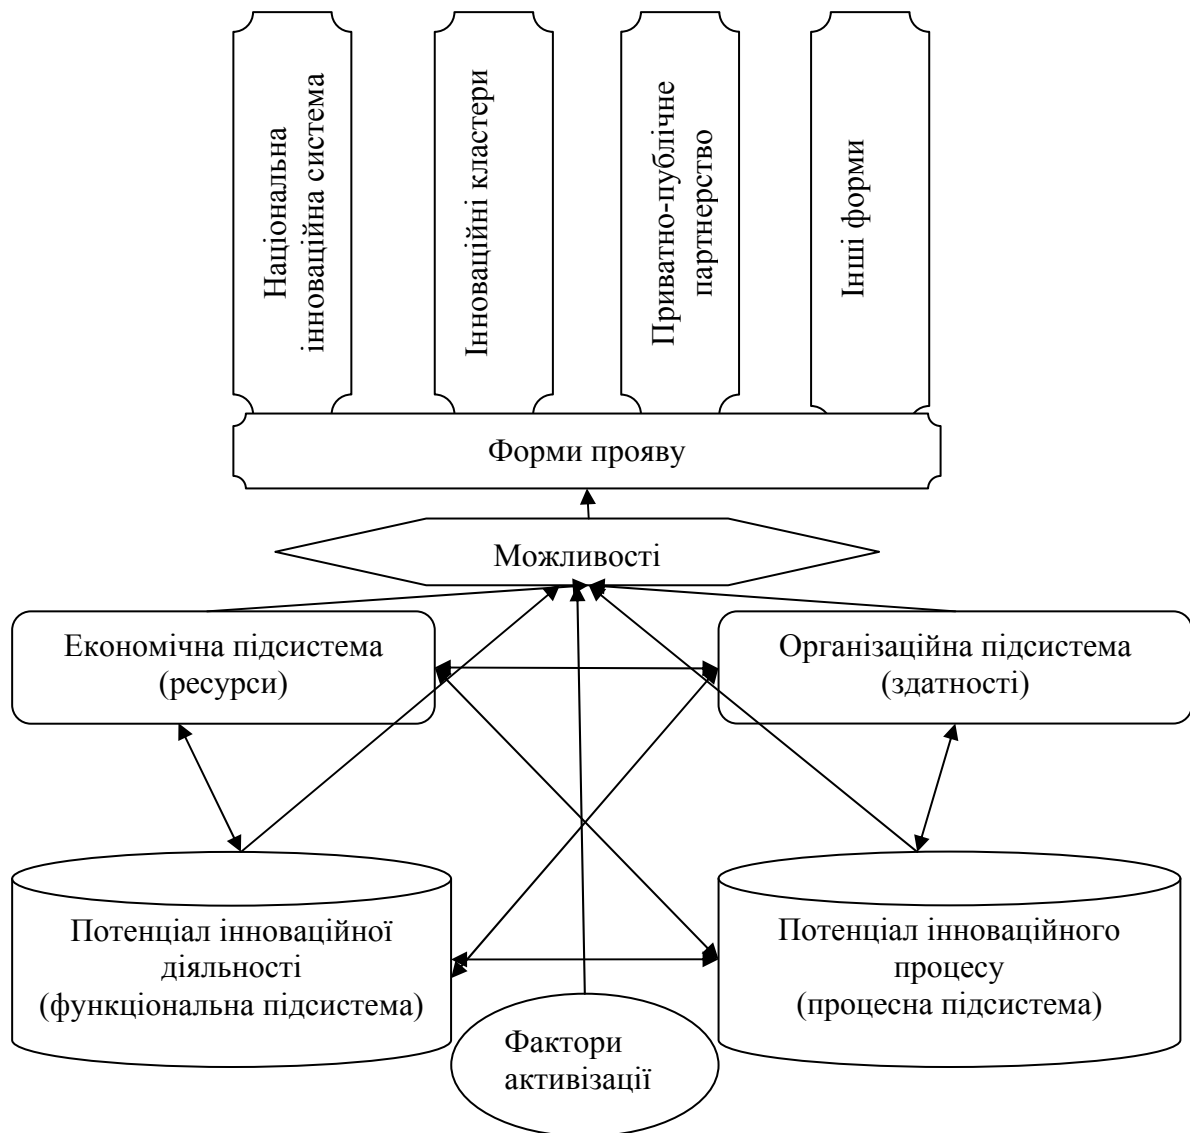 Національна
інноваційна система
Інноваційні кластери
Приватно-публічне
партнерство
Інші форми
Форми прояву
Можливості
Економічна підсистема
(ресурси)
Організаційна підсистема
(здатності)
Потенціал інноваційної
діяльності
(функціональна підсистема)
Потенціал інноваційного
процесу
(процесна підсистема)
Фактори
активізації